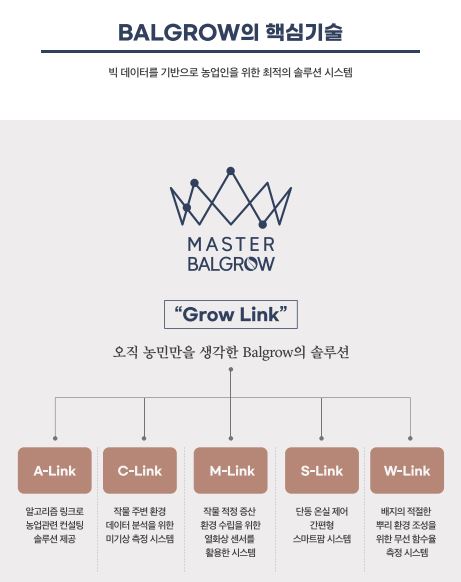 BALGROW의 핵심기술
빅 데이터를 기반으로 농업인을 위한 최적의 솔루션 시스템
MASTER
BALGROW
“Grow Link”
오직 농민만을 생각한 Balgrow의 솔루션
A-Link
알고리즘 링크로
농업관련 컨설팅
솔루션 제공
C-Link
작물 주변 환경
데이터 분석을 위한
미기상 측정 시스템
M-Link
작물 적정 증산
환경 수립을 위한
열화상 센서를
활용한 시스템
S-Link
단동 온실 제어
간편형
스마트팜 시스템
W-Link
배지의 적절한
뿌리 환경 조성을
위한 무선 함수율
측정 시스템